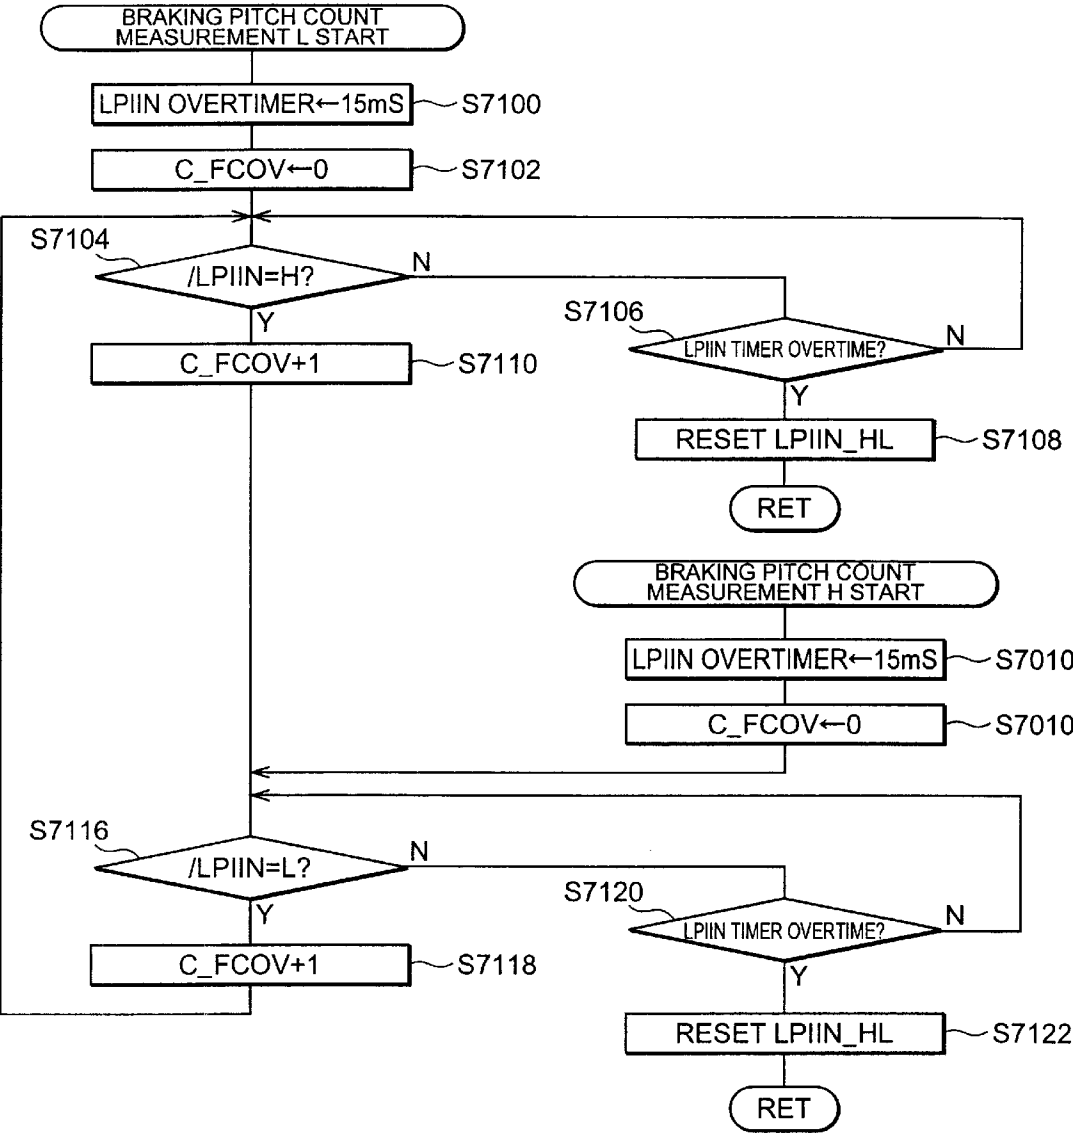 BRAKING PITCH COUNT
MEASUREMENT L START
LPIIN OVERTIMER←15mS
S7100
C_FCOV←0
S7102
S7104
/LPIIN=H?
N
Y
S7106
LPIIN TIMER OVERTIME?
N
Y
C_FCOV+1
S7110
RESET LPIIN_HL
S7108
RET
BRAKING PITCH COUNT
MEASUREMENT H START
LPIIN OVERTIMER←15mS
S7010
C_FCOV←0
S7010
S7116
/LPIIN=L?
N
Y
S7120
LPIIN TIMER OVERTIME?
N
Y
C_FCOV+1
S7118
RESET LPIIN_HL
S7122
RET